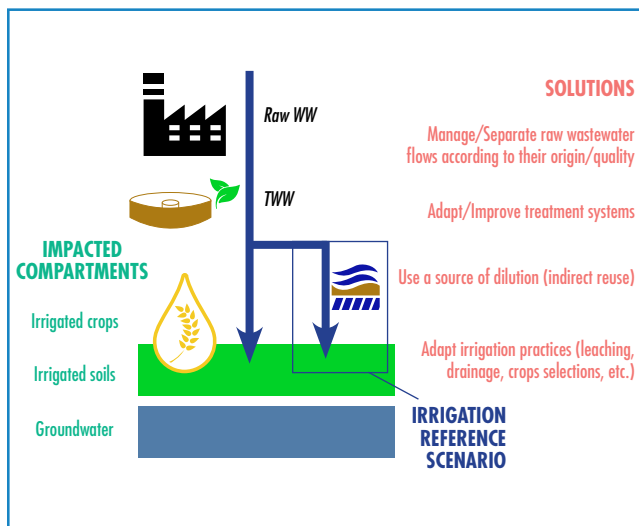 SOLUTIONS
Raw WW
Manage/Separate raw wastewater
flows according to their origin/quality
TWW
Adapt/Improve treatment systems
IMPACTED
COMPARTMENTS
Use a source of dilution (indirect reuse)
Irrigated crops
Irrigated soils
Adapt irrigation practices (leaching,
drainage, crops selections, etc.)
Groundwater
IRRIGATION
REFERENCE
SCENARIO